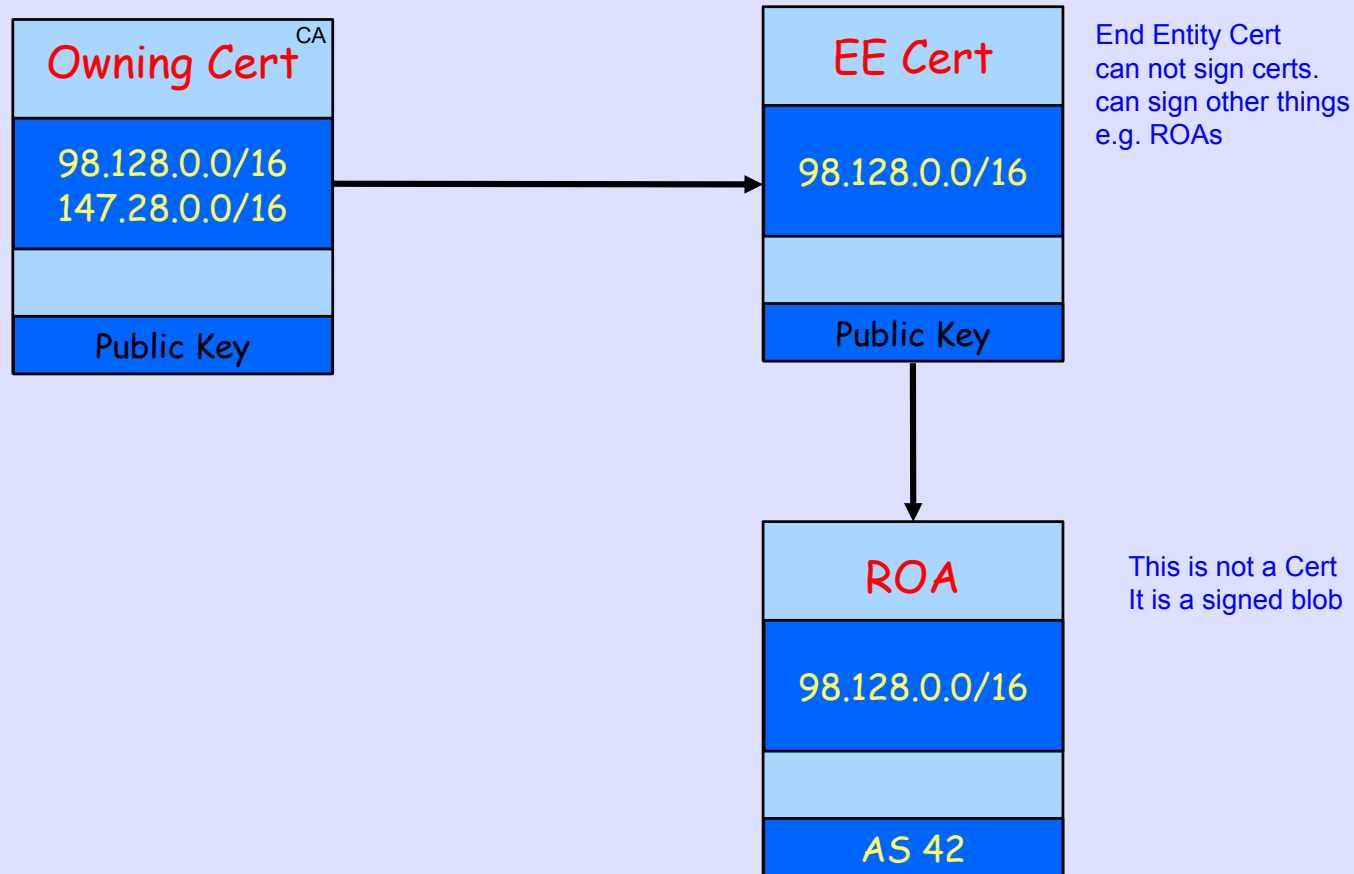 Owning Cert
CA
98.128.0.0/16
147.28.0.0/16
Public Key
EE Cert
98.128.0.0/16
Public Key
End Entity Cert
can not sign certs.
can sign other things
e.g. ROAs
ROA
98.128.0.0/16
AS 42
This is not a Cert
It is a signed blob